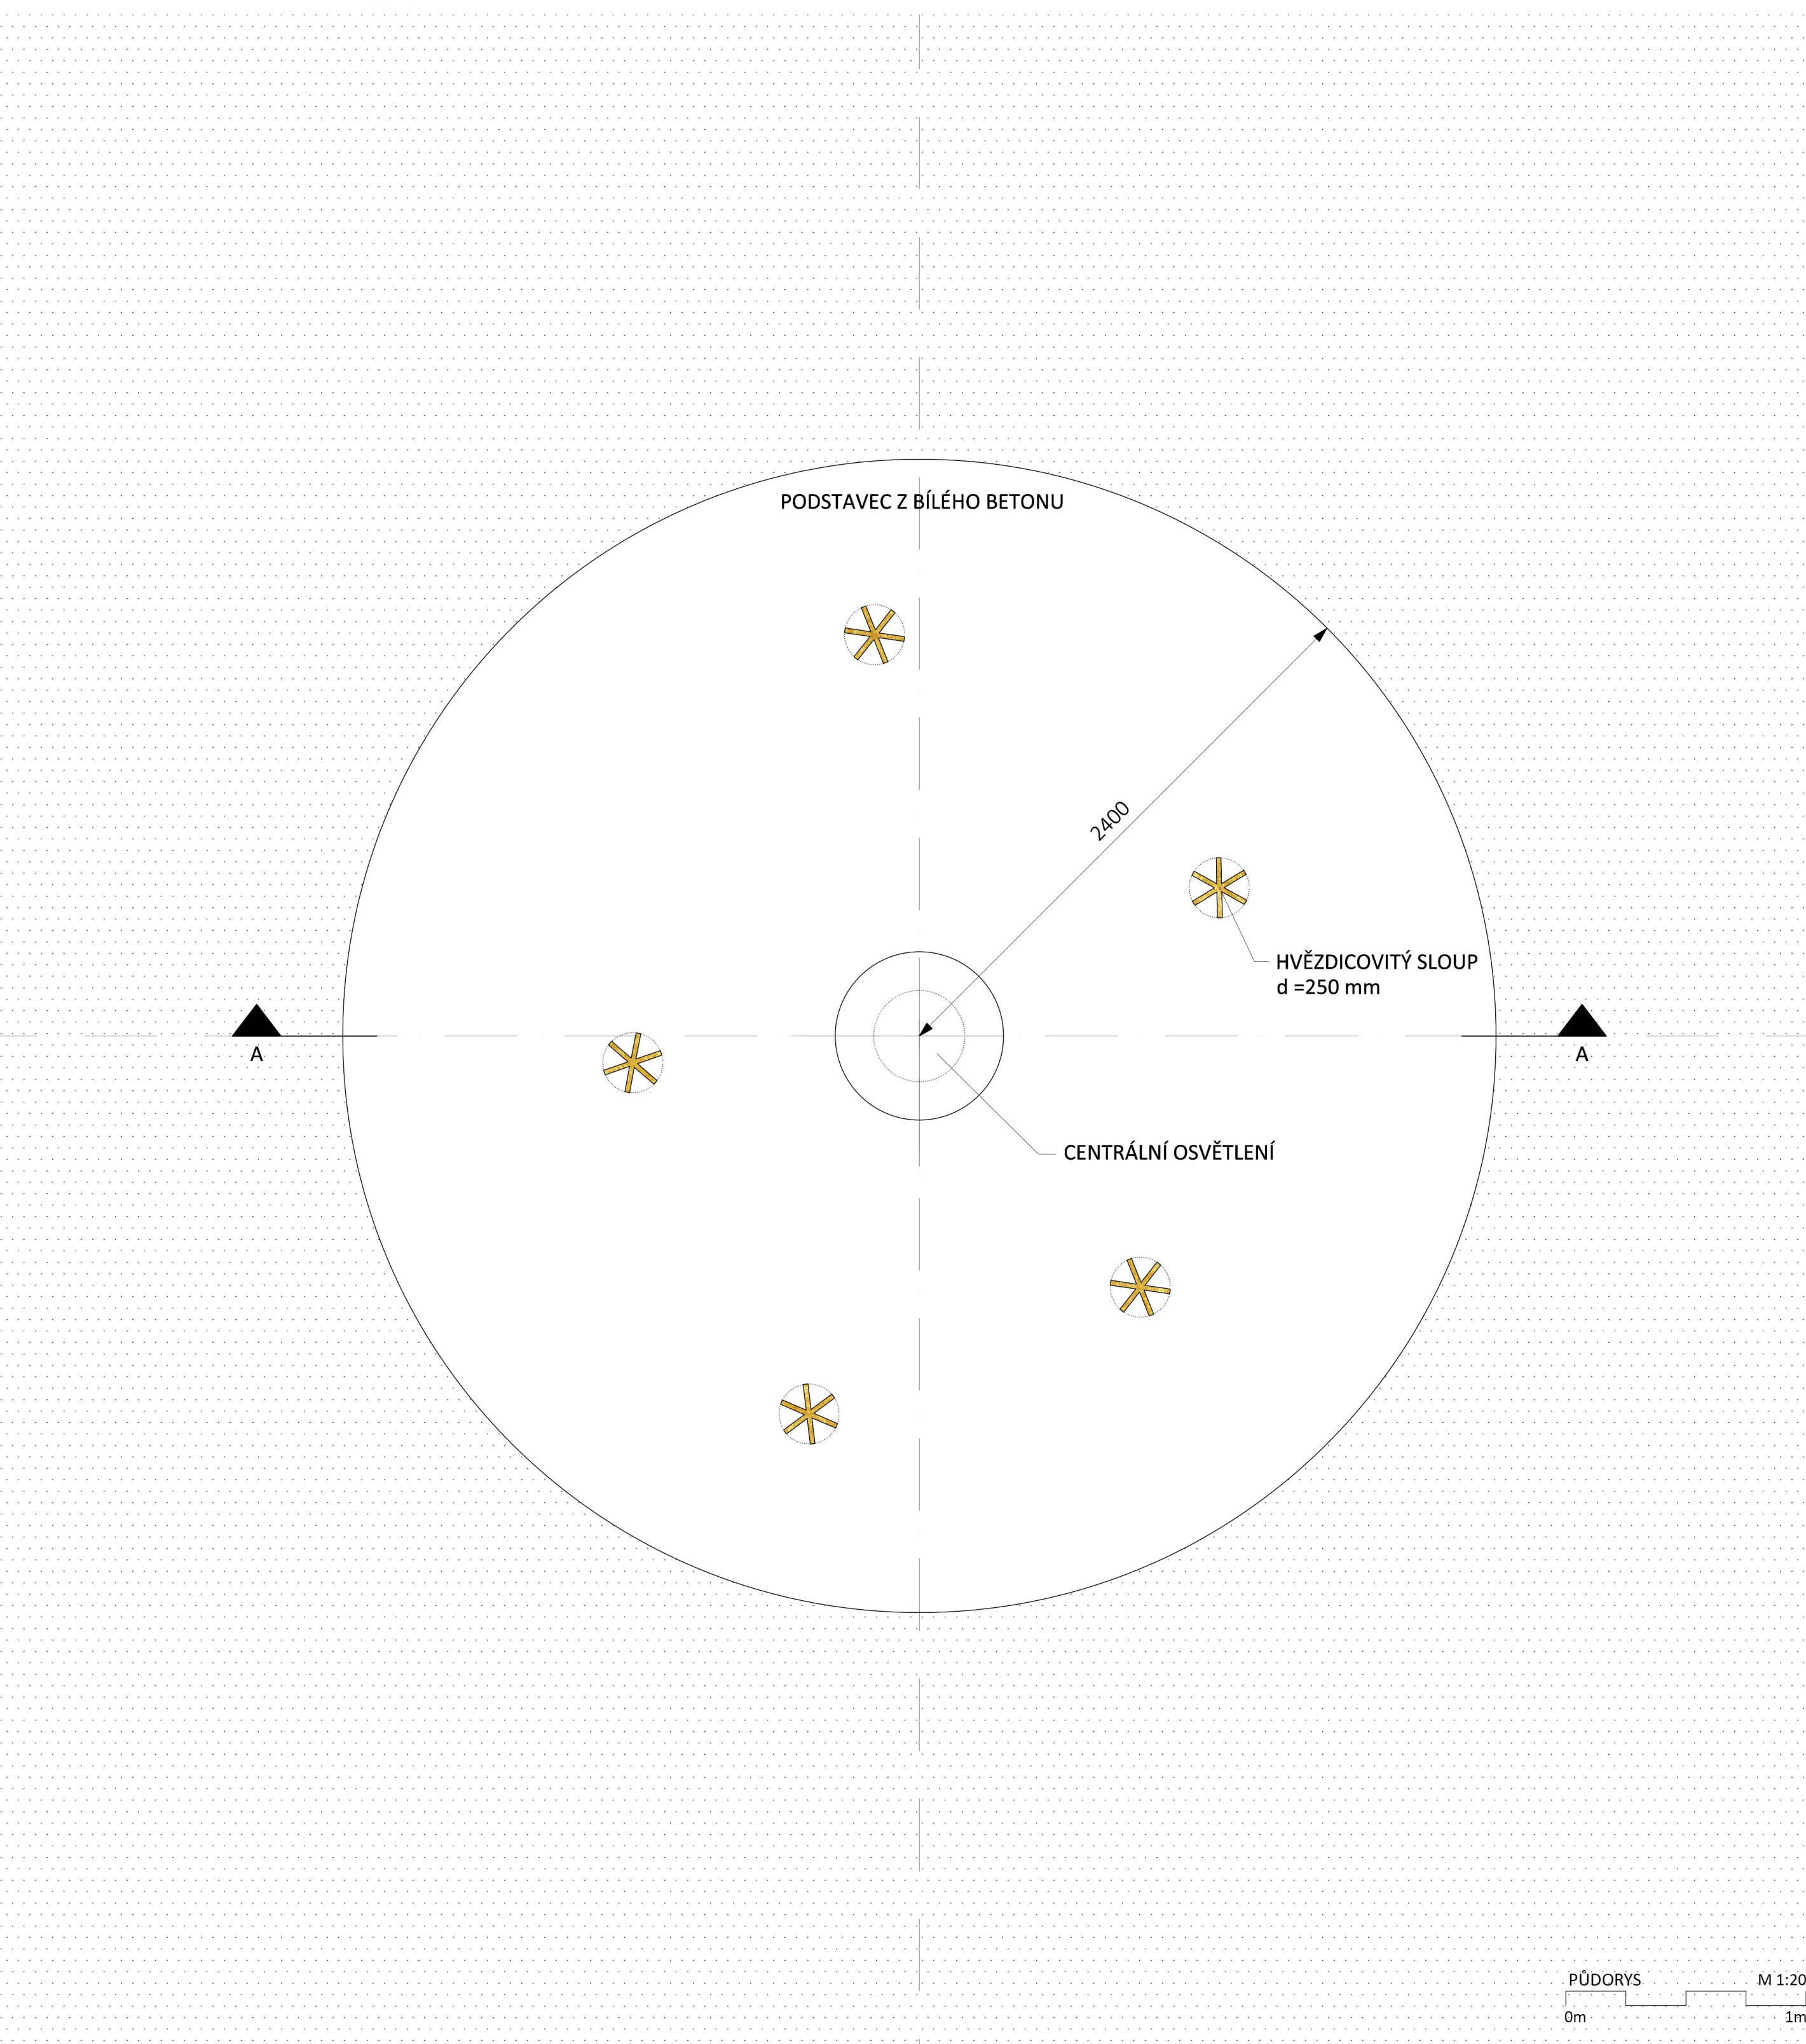 PODSTAVEC Z BÍLÉHO BETONU
2400
HVĚZDICOVITÝ SLOUP
d =250 mm
A
A
CENTRÁLNÍ OSVĚTLENÍ
PŮDORYS M 1:20
0m 1m